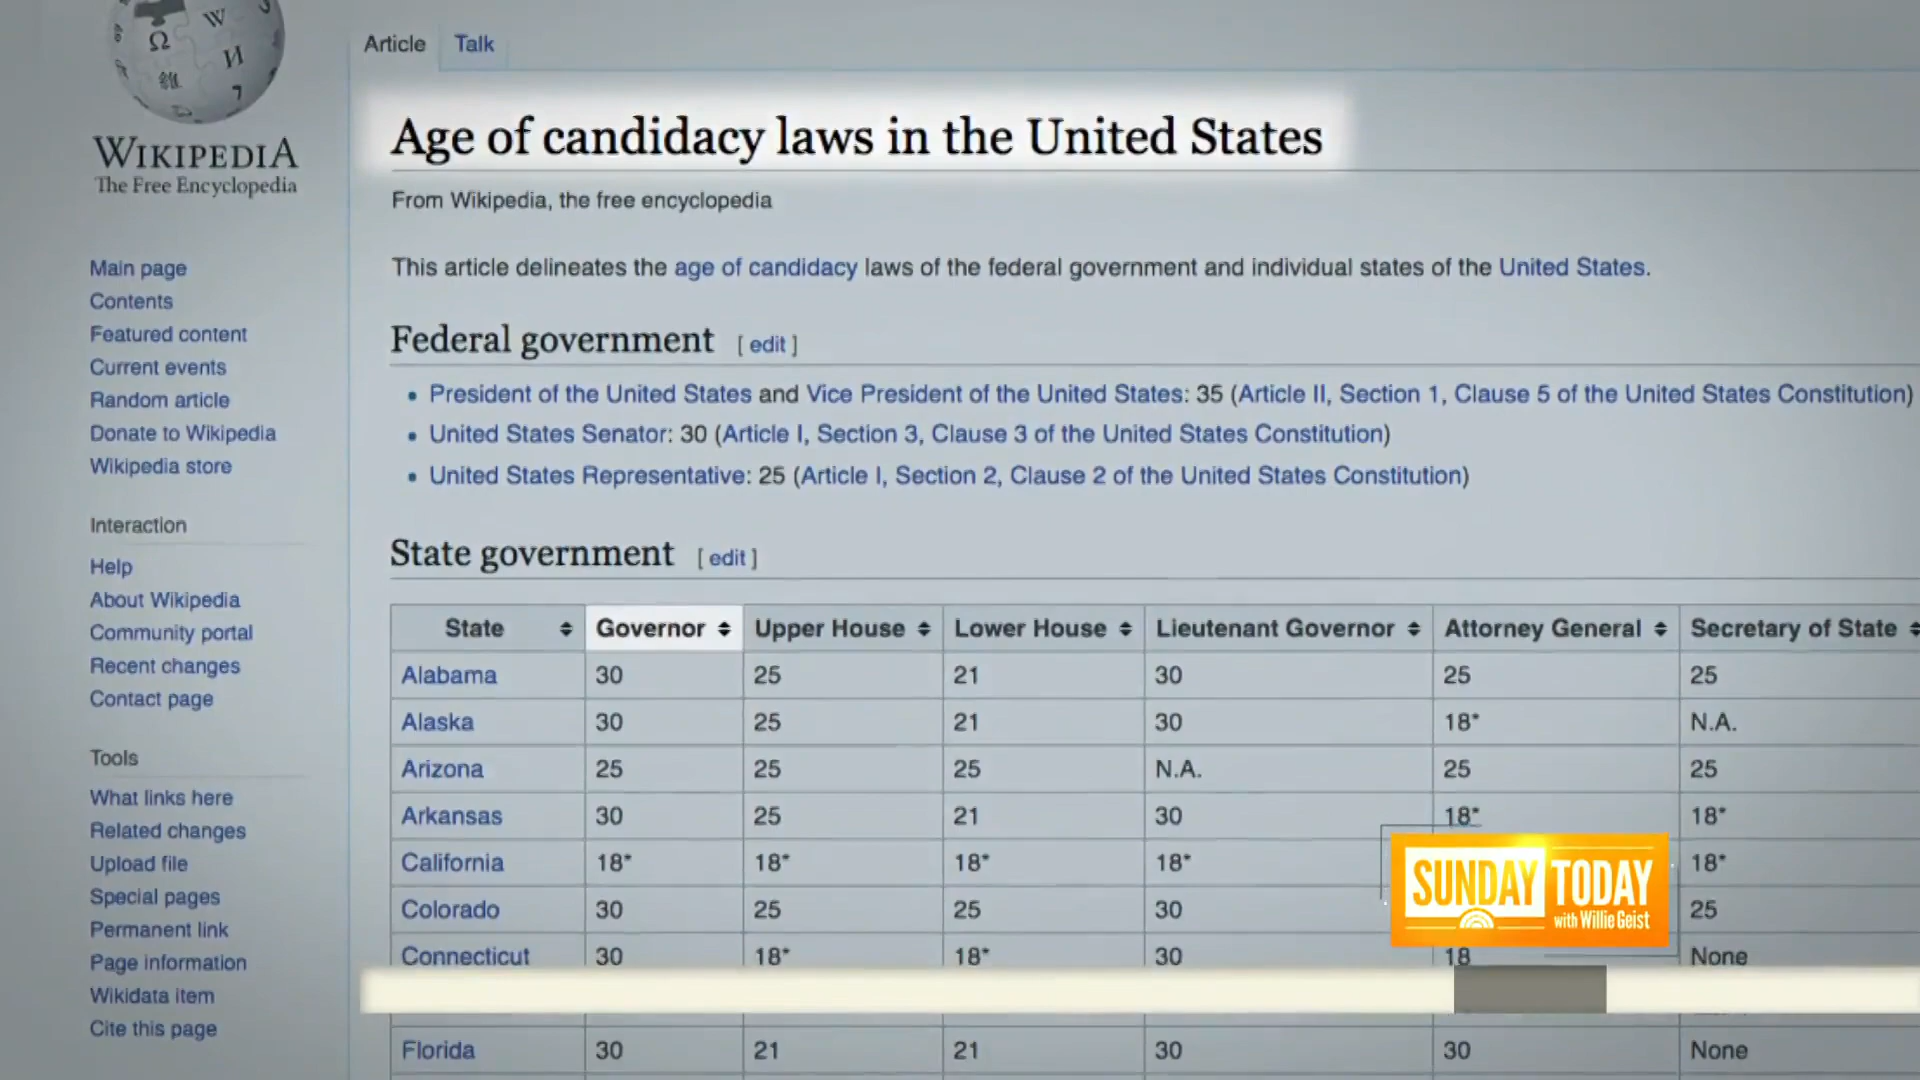 Article Talk
WIKIPEDIA
The Free Encyclopedia
Age of candidacy laws in the United States
From Wikipedia, the free encyclopedia
This article delineates the age of candidacy laws of the federal government and individual states of the United States.
Main page
Contents
Featured content
Current events
Random article
Donate to Wikipedia
Wikipedia store
Interaction
Help
About Wikipedia
Community portal
Recent changes
Contact page
Tools
What links here
Related changes
Upload file
Special pages
Permanent link
Page information
Wikidata item
Cite this page
Federal government [ edit ]
• President of the United States and Vice President of the United States: 35 (Article II, Section 1, Clause 5 of the United States Constitution)
• United States Senator: 30 (Article I, Section 3, Clause 3 of the United States Constitution)
• United States Representative: 25 (Article I, Section 2, Clause 2 of the United States Constitution)
State government [ edit ]
State Governor Upper House Lower House Lieutenant Governor Attorney General Secretary of State
Alabama 30 25 21 30 25 25
Alaska 30 25 21 30 18* N.A.
Arizona 25 25 25 N.A. 25 25
Arkansas 30 25 21 30 18* 18*
California 18* 18* 18* 18* 18*
Colorado 30 25 25 30 25
Connecticut 30 18* 18* 30 18 None
Florida 30 21 21 30 30 None
SUNDAY TODAY
with Willie Geist